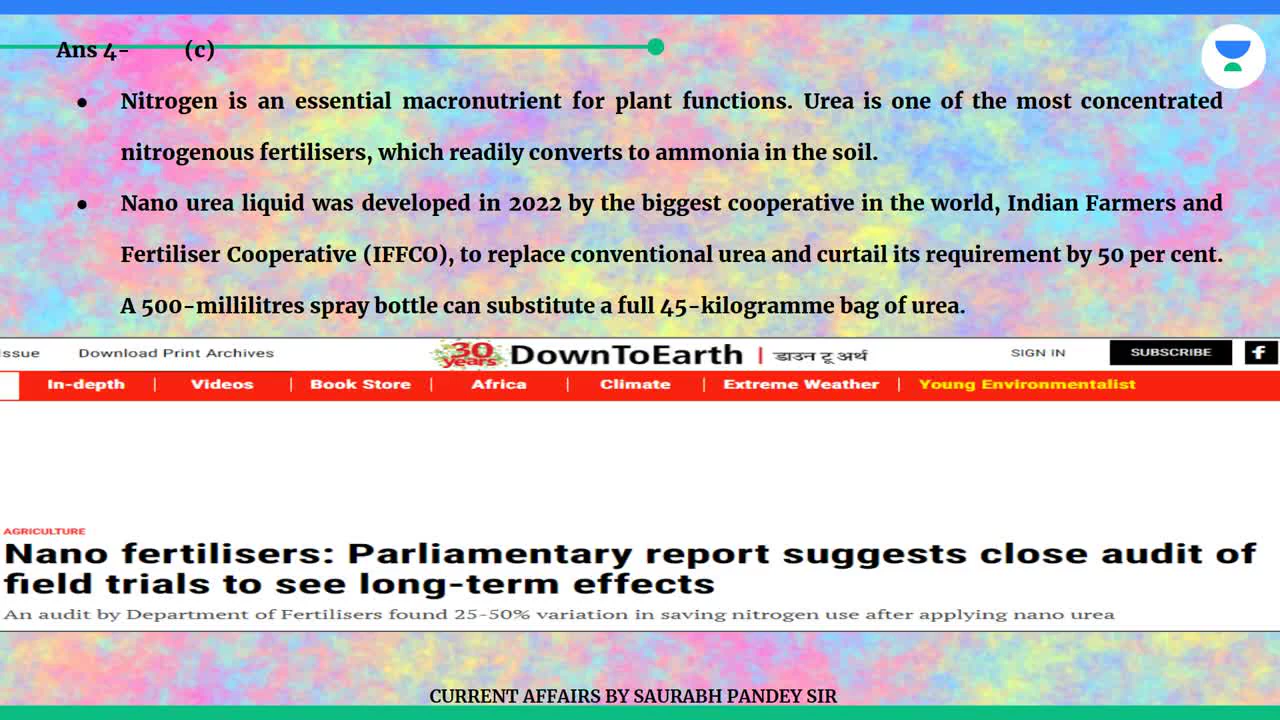 Ans 4- (c)
● Nitrogen is an essential macronutrient for plant functions. Urea is one of the most concentrated
nitrogenous fertilisers, which readily converts to ammonia in the soil.
● Nano urea liquid was developed in 2022 by the biggest cooperative in the world, Indian Farmers and
Fertiliser Cooperative (IFFCO), to replace conventional urea and curtail its requirement by 50 per cent.
A 500-millilitres spray bottle can substitute a full 45-kilogramme bag of urea.
Issue Download Print Archives 30 years DownToEarth | डाउन टू अर्थ SIGN IN SUBSCRIBE f
In-depth | Videos | Book Store | Africa | Climate | Extreme Weather | Young Environmentalist
AGRICULTURE
Nano fertilisers: Parliamentary report suggests close audit of
field trials to see long-term effects
An audit by Department of Fertilisers found 25-50% variation in saving nitrogen use after applying nano urea
CURRENT AFFAIRS BY SAURABH PANDEY SIR